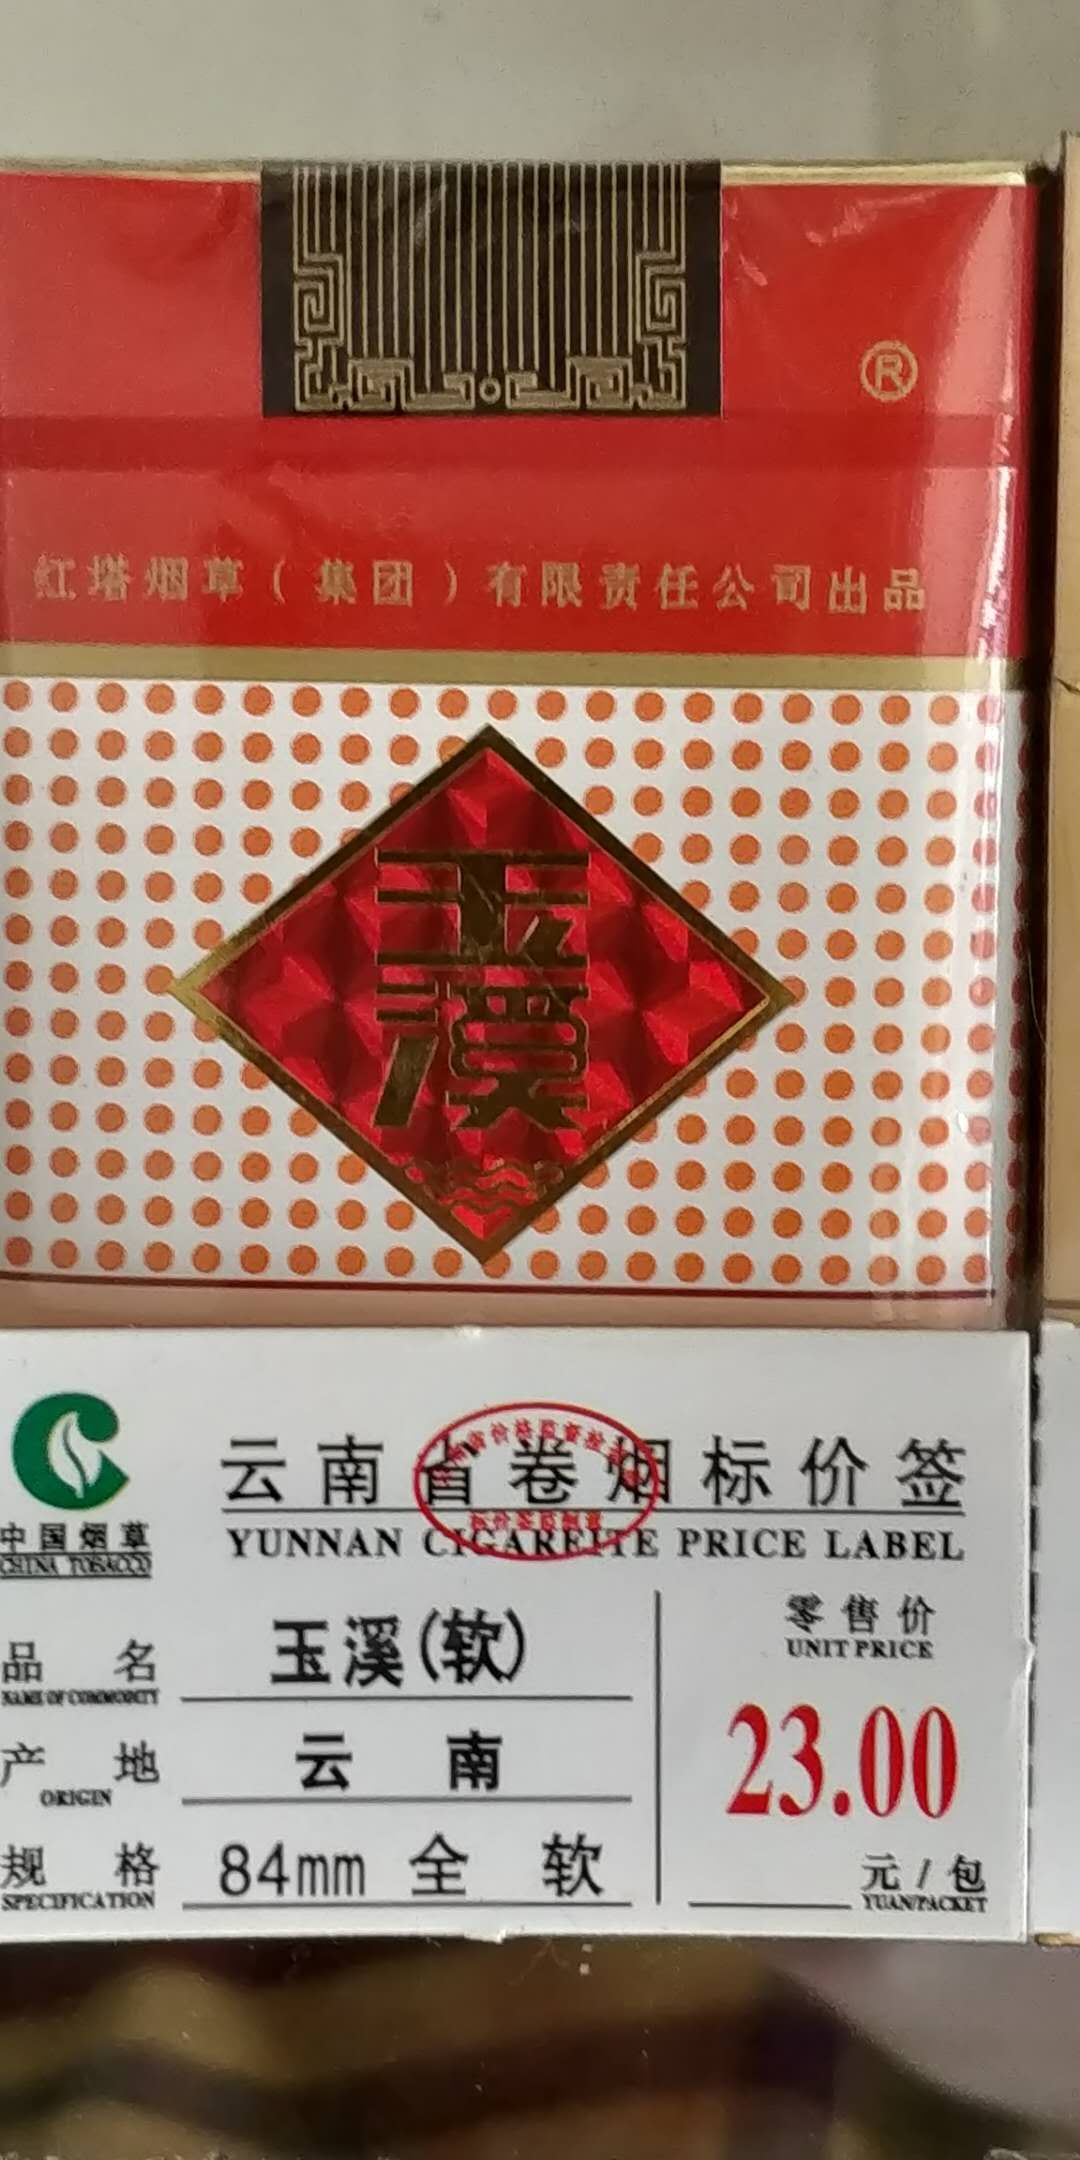 ®
红塔烟草（集团）有限责任公司出品
玉溪
中国烟草
CHINA TOBACCO
云南省卷烟标价签
YUNNAN CIGAREITE PRICE LABEL
品名 玉溪(软)
NAME OF COMMODITY
产地 云南
ORIGIN
规格 84mm 全 软
SPECIFICATION
零售价
UNIT PRICE
23.00
元/包
YUAN/PACKET